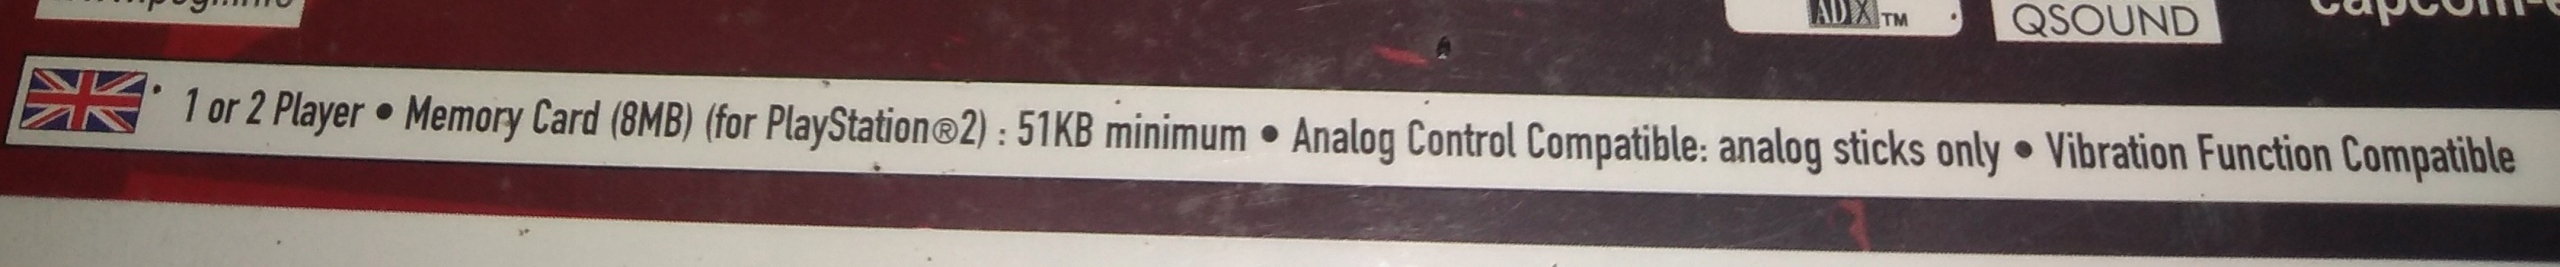 ADX™
QSOUND
1 or 2 Player • Memory Card (8MB) (for PlayStation®2) : 51KB minimum • Analog Control Compatible: analog sticks only • Vibration Function Compatible